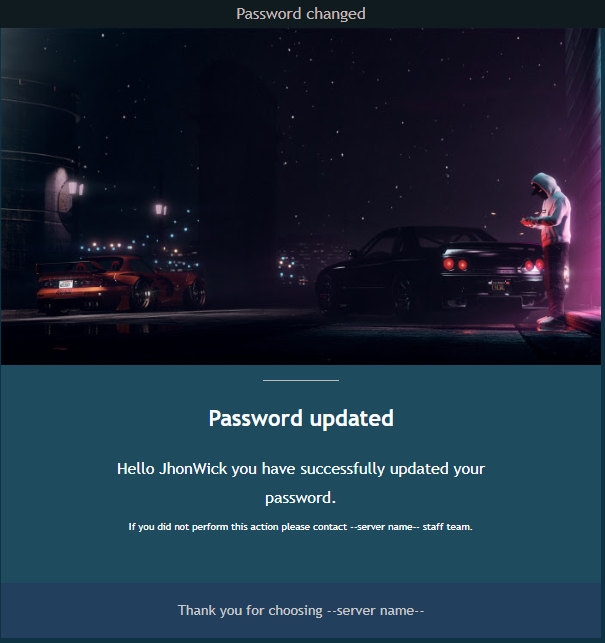 Password changed
Password updated
Hello JhonWick you have successfully updated your
password.
If you did not perform this action please contact --server name-- staff team.
Thank you for choosing --server name--